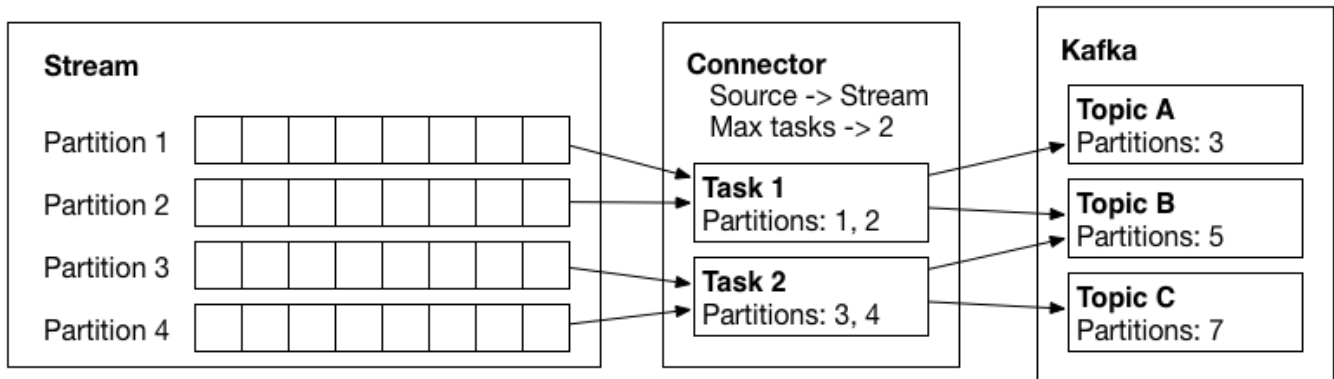 Stream
Partition 1
Partition 2
Partition 3
Partition 4
Connector
Source -> Stream
Max tasks -> 2
Task 1
Partitions: 1, 2
Task 2
Partitions: 3, 4
Kafka
Topic A
Partitions: 3
Topic B
Partitions: 5
Topic C
Partitions: 7